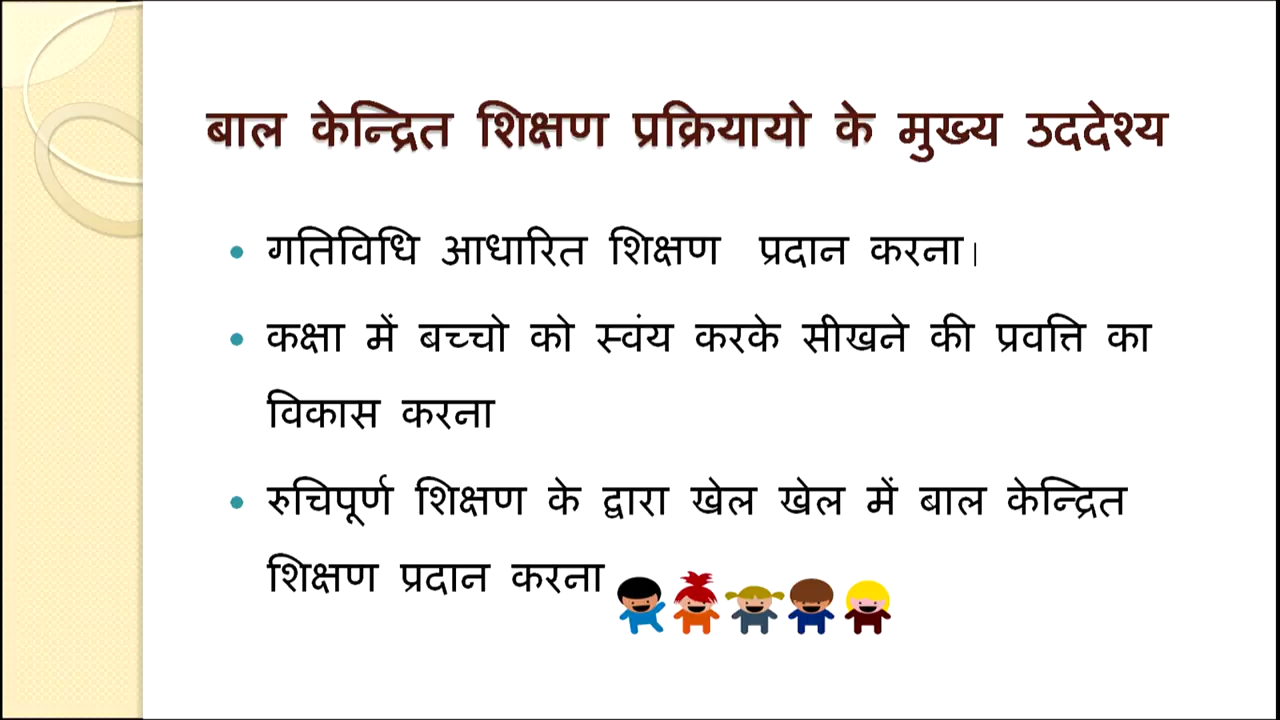 बाल केन्द्रित शिक्षण प्रक्रियायो के मुख्य उददेश्य
• गतिविधि आधारित शिक्षण प्रदान करना।
• कक्षा में बच्चो को स्वंय करके सीखने की प्रवत्ति का
विकास करना
• रुचिपूर्ण शिक्षण के द्वारा खेल खेल में बाल केन्द्रित
शिक्षण प्रदान करना